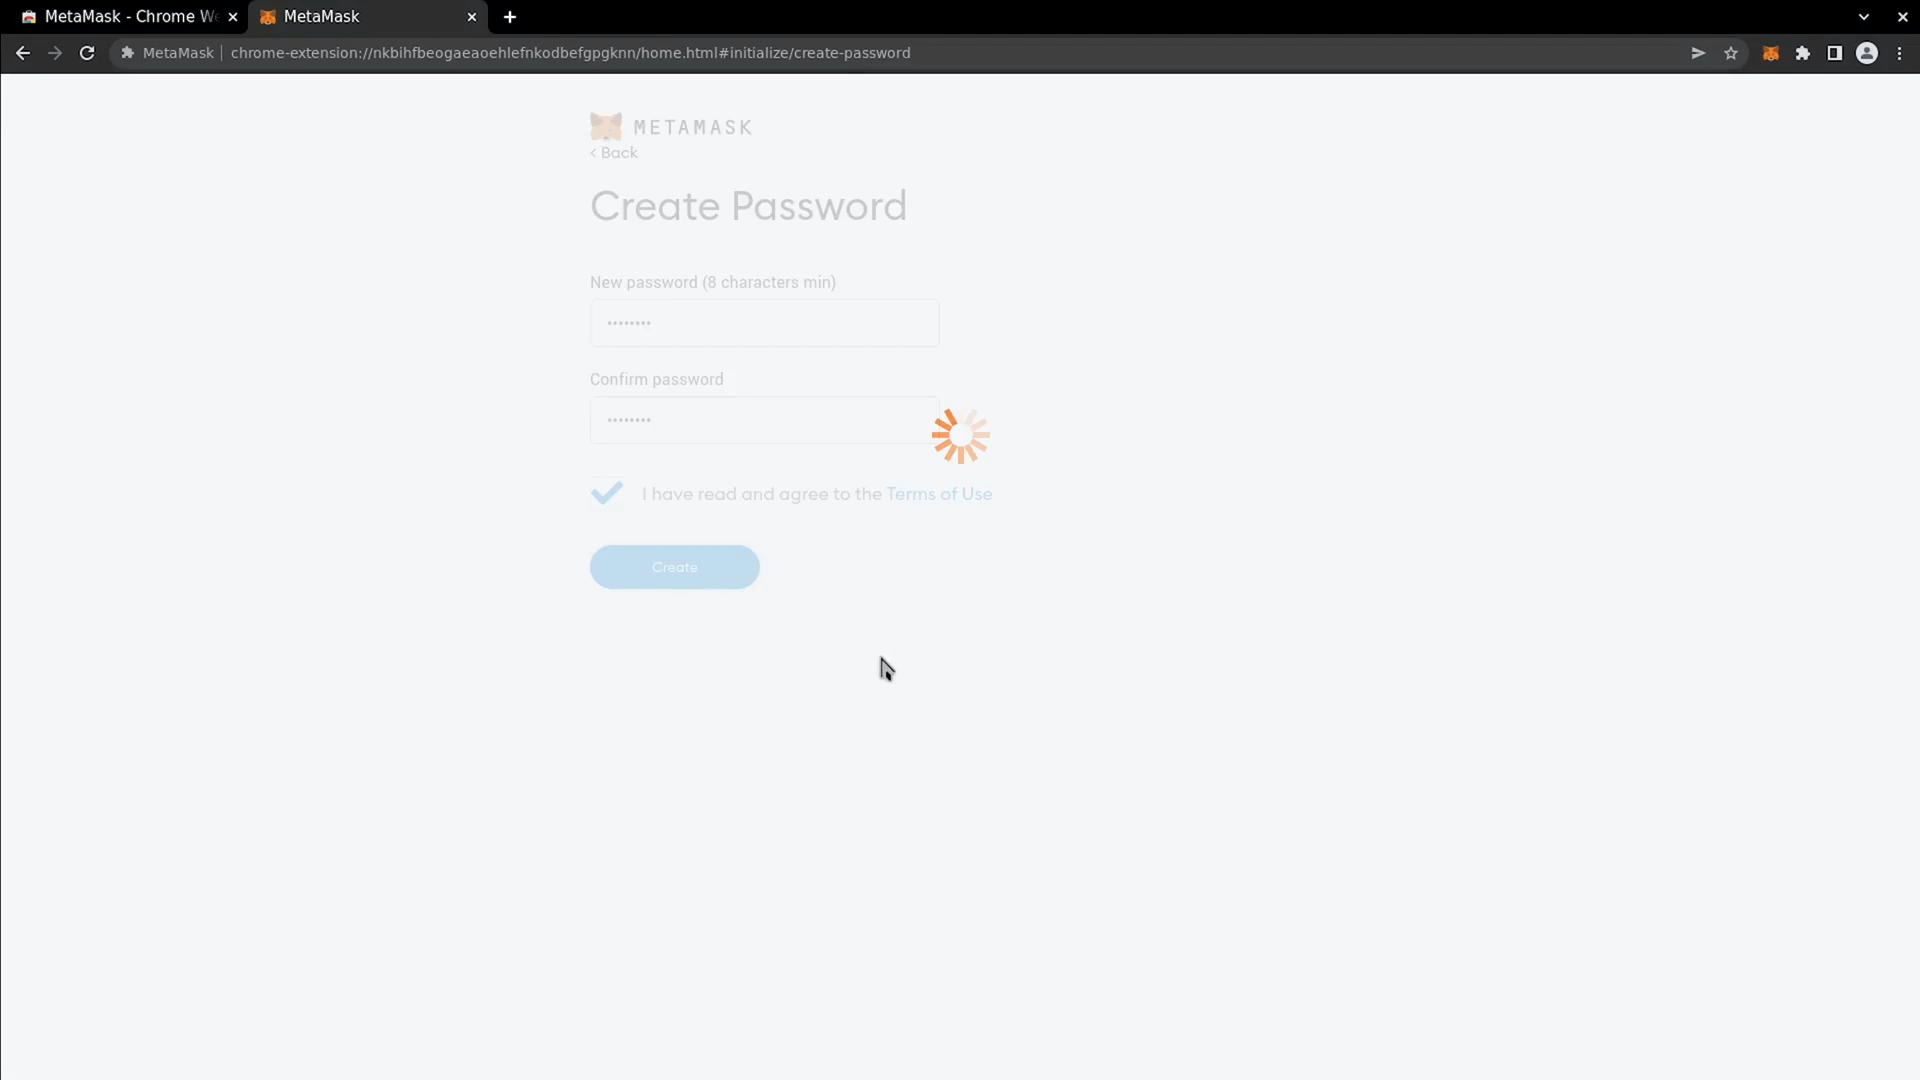 MetaMask - Chrome We
MetaMask
MetaMask | chrome-extension://nkbihfbeogaeaoehlefnkodbefgpgknn/home.html#initialize/create-password
METAMASK
< Back
Create Password
New password (8 characters min)
••••••••
Confirm password
••••••••
I have read and agree to the Terms of Use
Create